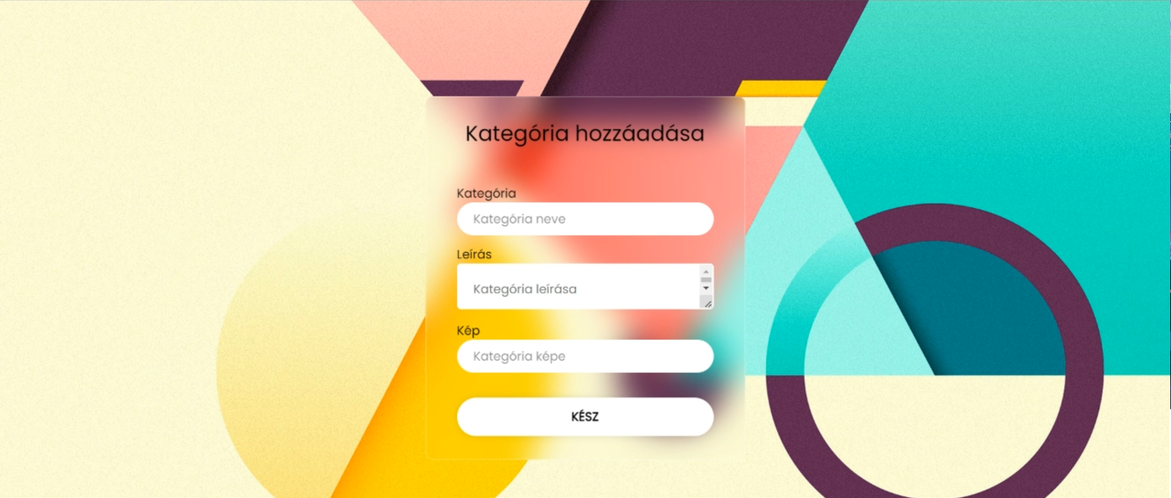 Kategória hozzáadása
Kategória
Kategória neve
Leírás
Kategória leírása
Kép
Kategória képe
KÉSZ